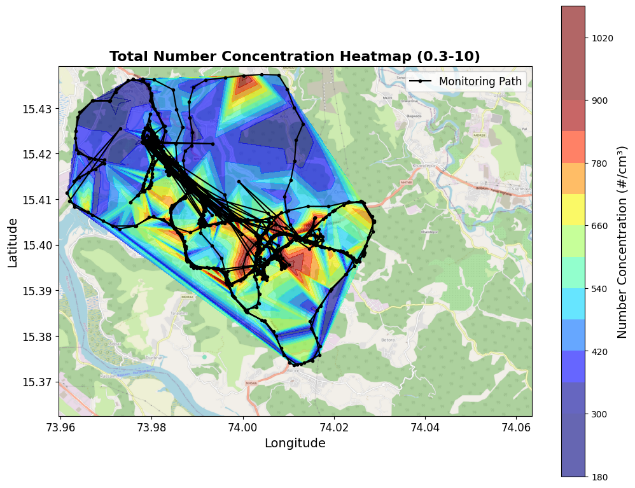 Total Number Concentration Heatmap (0.3-10)
Monitoring Path
15.43
15.42
15.41
15.40
15.39
15.38
15.37
Latitude
73.96 73.98 74.00 74.02 74.04 74.06
Longitude
1020
900
780
660
540
420
300
180
Number Concentration (#/cm³)